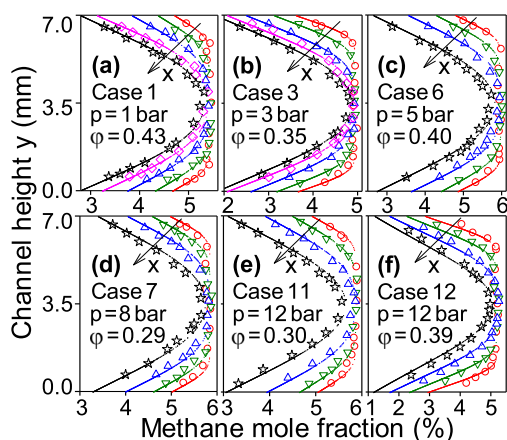 7.0
(a)
X
Case 1
p = 1 bar
φ = 0.43
(b)
X
Case 3
p = 3 bar
φ = 0.35
(c)
X
Case 6
p = 5 bar
φ = 0.40
3.5
0.0
3 4 5
2 3 4 5
3 4 5 6
Channel height y (mm)
7.0
(d)
X
Case 7
p = 8 bar
φ = 0.29
(e)
X
Case 11
p = 12 bar
φ = 0.30
(f)
X
Case 12
p = 12 bar
φ = 0.39
3.5
0.0
3 4 5 6
3 4 5 6
1 2 3 4 5
Methane mole fraction (%)